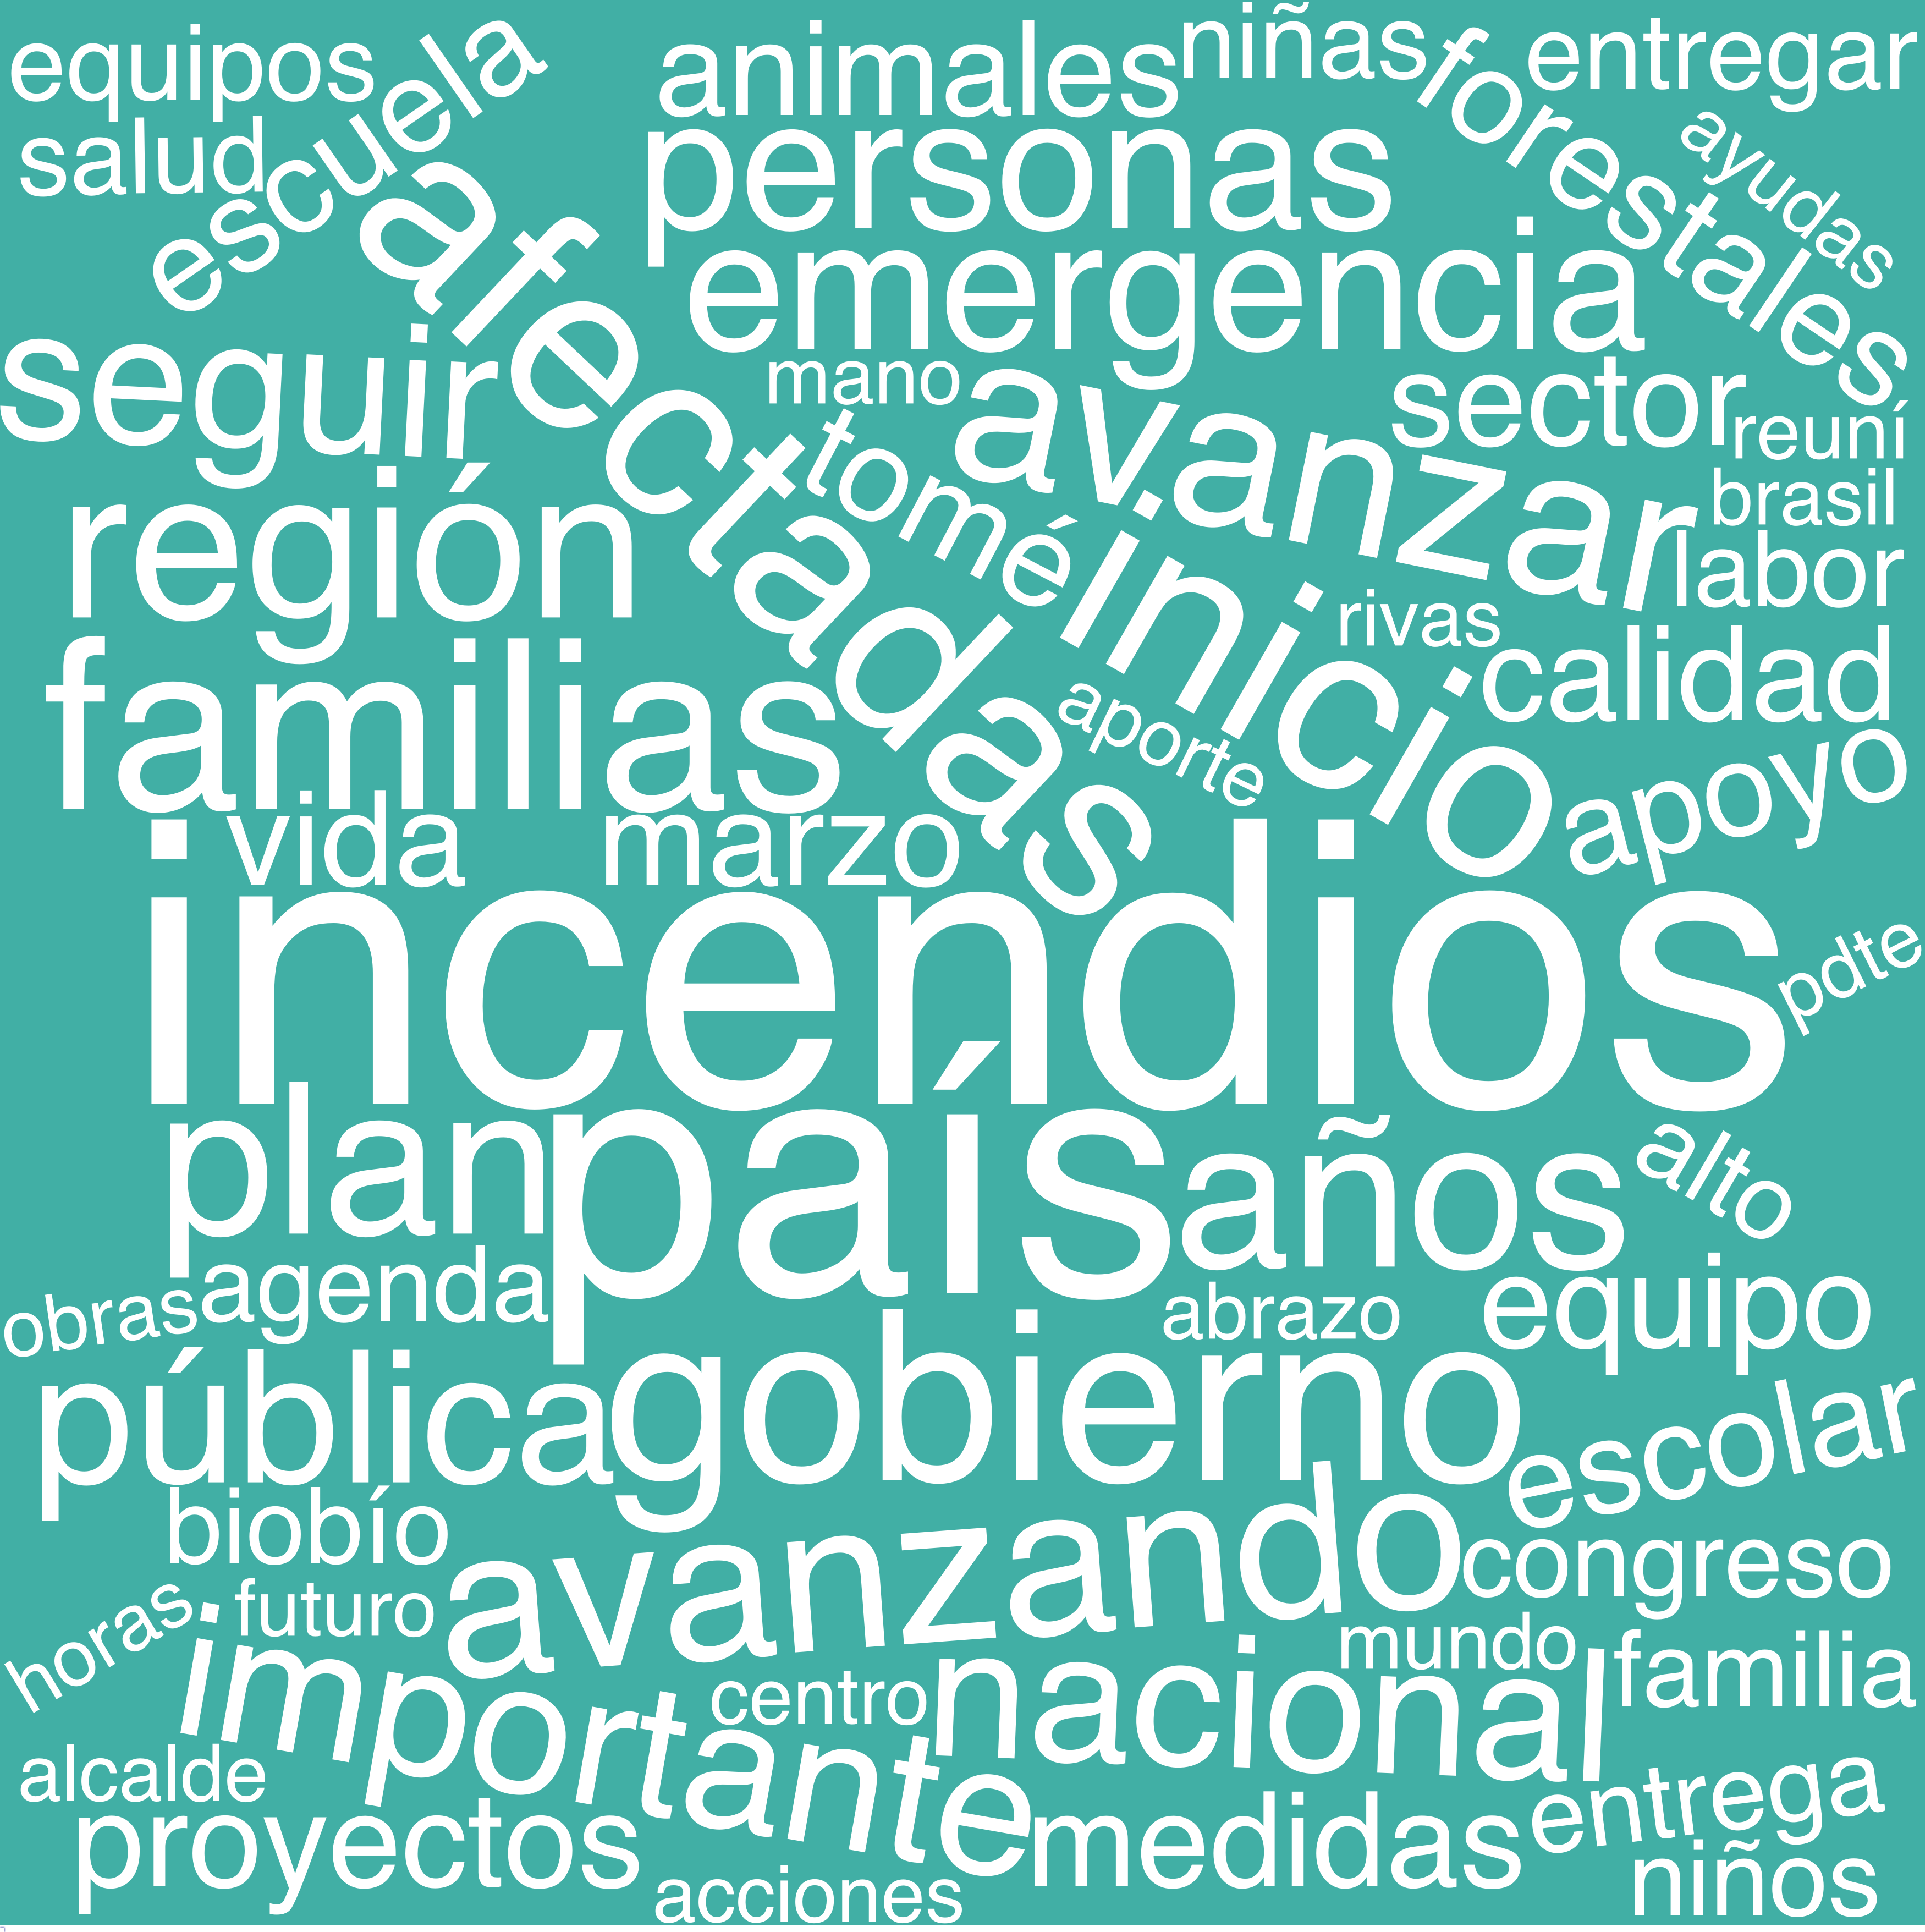 equipos
escuela
animales
niñas
forestales
entregar
salud
ayudas
personas
afectadas
emergencia
seguir
mano
avanzar
sector
reuní
región
tomé
brasil
labor
inicio
rivas
familias
calidad
aporte
apoyo
vida
marzo
incendios
pdte
plan
país
años
alto
obras
agenda
abrazo
equipo
pública
gobierno
escolar
biobío
avanzando
congreso
horas
futuro
importante
mundo
familia
centro
nacional
alcalde
entrega
proyectos
medidas
niños
acciones